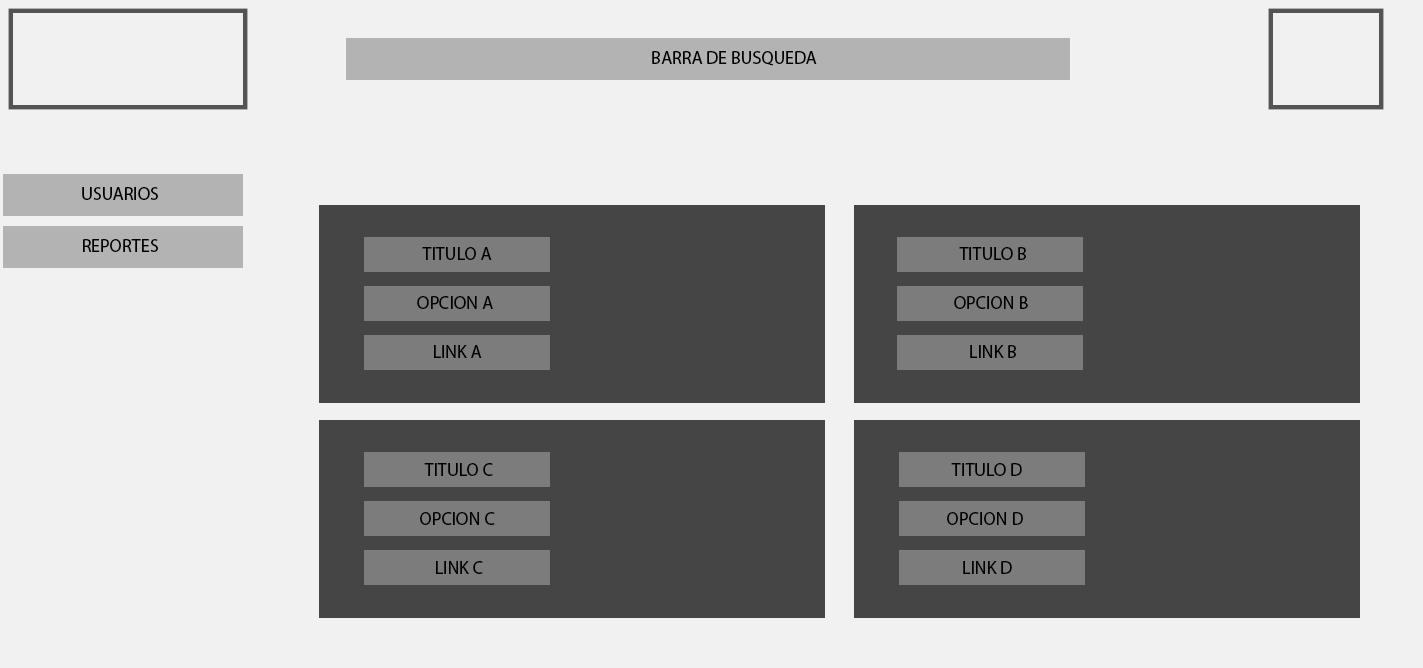 BARRA DE BUSQUEDA
USUARIOS
REPORTES
TITULO A
OPCION A
LINK A
TITULO B
OPCION B
LINK B
TITULO C
OPCION C
LINK C
TITULO D
OPCION D
LINK D